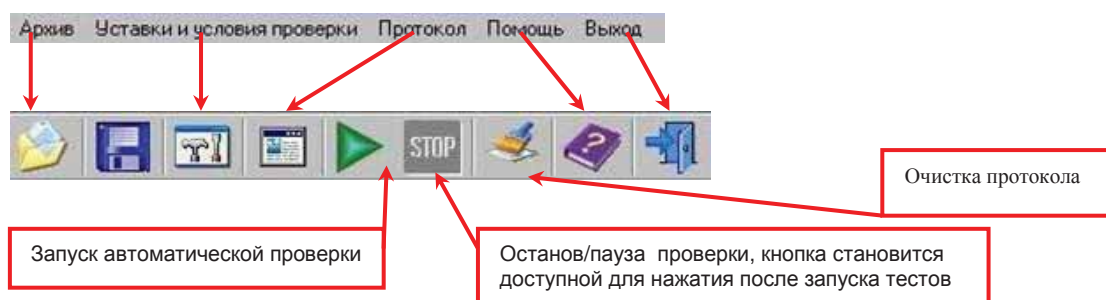 Архив Уставки и условия проверки Протокол Помощь Выход
STOP
?
Очистка протокола
Запуск автоматической проверки
Останов/пауза проверки, кнопка становится
доступной для нажатия после запуска тестов